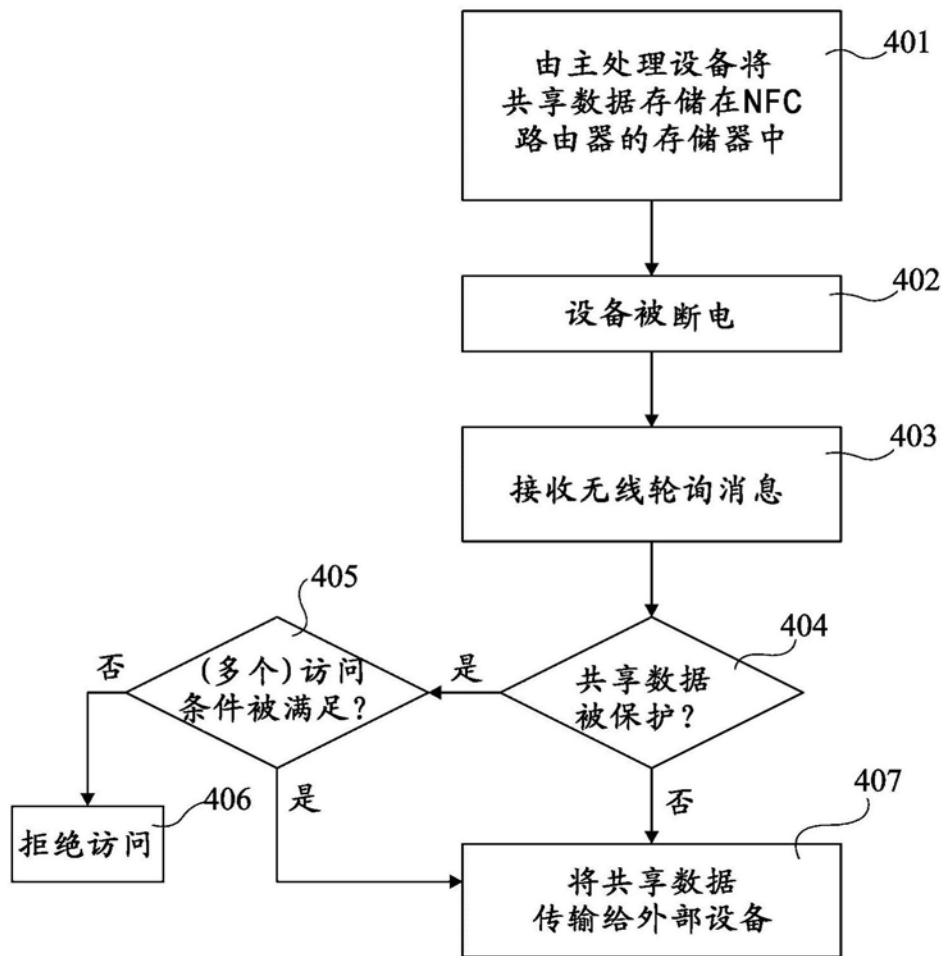 401
由主处理设备将
共享数据存储在NFC
路由器的存储器中
402
设备被断电
403
接收无线轮询消息
405
404
否
(多个)访问
条件被满足?
是
共享数据
被保护?
406
拒绝访问
是
否
407
将共享数据
传输给外部设备